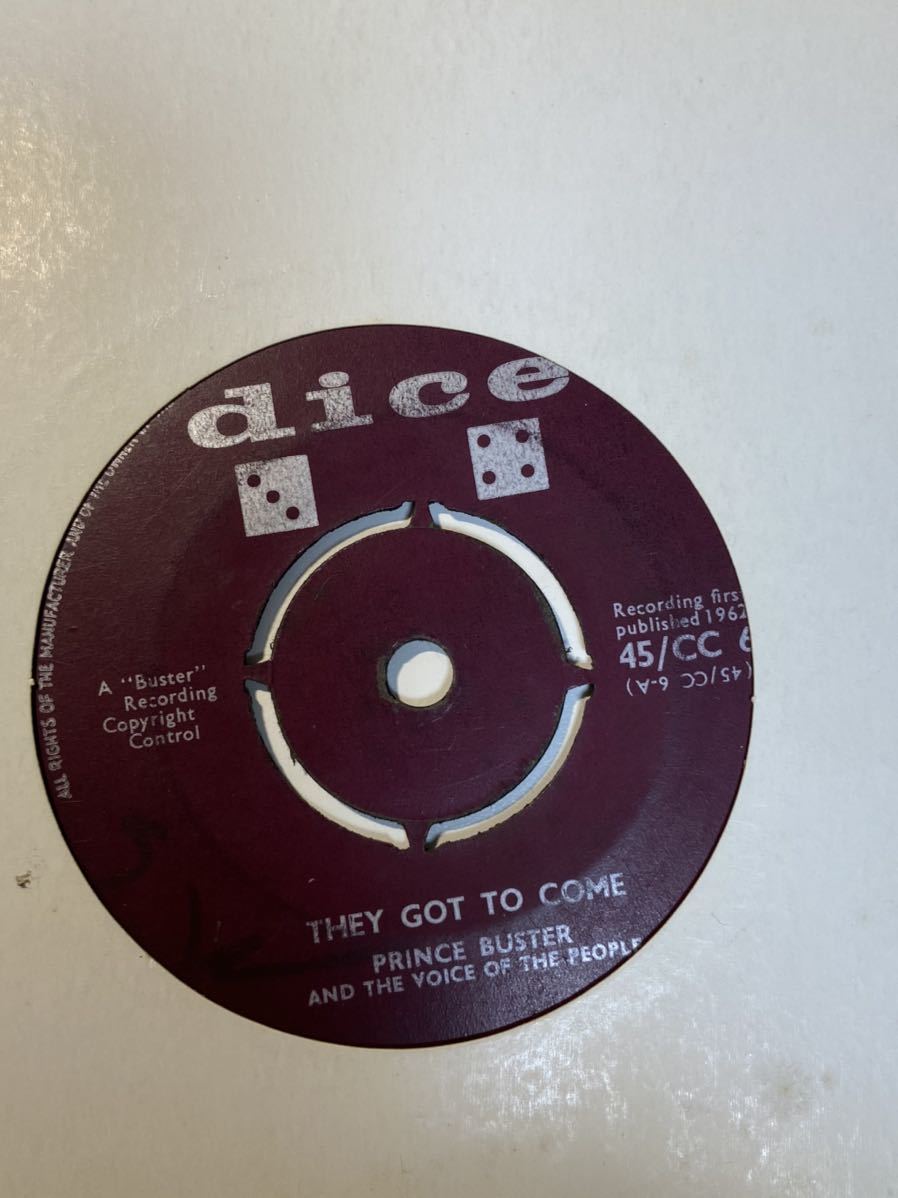 dice
ALL RIGHTS OF THE MANUFACTURER AND OF THE OWNER
Recording first
published 1962
45/CC 6
(45/CC 6-A)
A "Buster"
Recording
Copyright
Control
THEY GOT TO COME
PRINCE BUSTER
AND THE VOICE OF THE PEOPLE